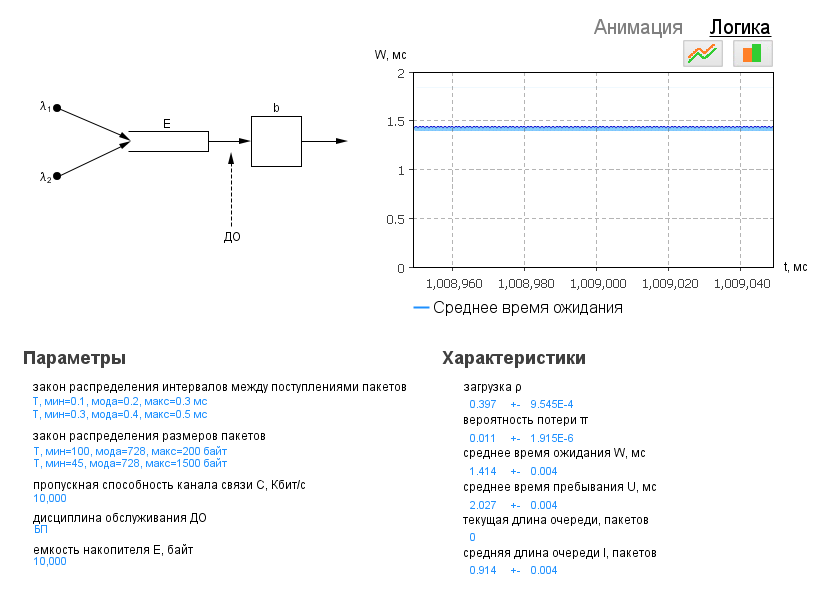 Анимация Логика
W, мс
2
1.5
1
0.5
0
1,008,960 1,008,980 1,009,000 1,009,020 1,009,040
t, мс
Среднее время ожидания
λ1
λ2
E
b
ДО
Параметры
закон распределения интервалов между поступлениями пакетов
Т, мин=0.1, мода=0.2, макс=0.3 мс
Т, мин=0.3, мода=0.4, макс=0.5 мс
закон распределения размеров пакетов
Т, мин=100, мода=728, макс=200 байт
Т, мин=45, мода=728, макс=1500 байт
пропускная способность канала связи С, Кбит/с
10,000
дисциплина обслуживания ДО
БП
емкость накопителя Е, байт
10,000
Характеристики
загрузка ρ
0.397 +- 9.545E-4
вероятность потери π
0.011 +- 1.915E-6
среднее время ожидания W, мс
1.414 +- 0.004
среднее время пребывания U, мс
2.027 +- 0.004
текущая длина очереди, пакетов
0
средняя длина очереди l, пакетов
0.914 +- 0.004